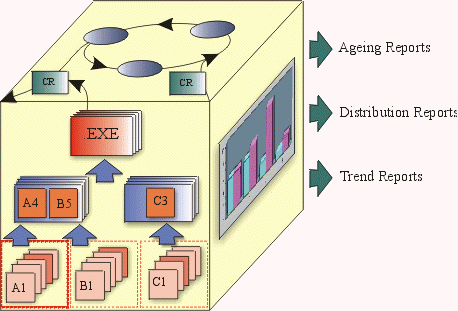 Ageing Reports
CR
CR
Distribution Reports
EXE
Trend Reports
A4
B5
C3
A1
B1
C1